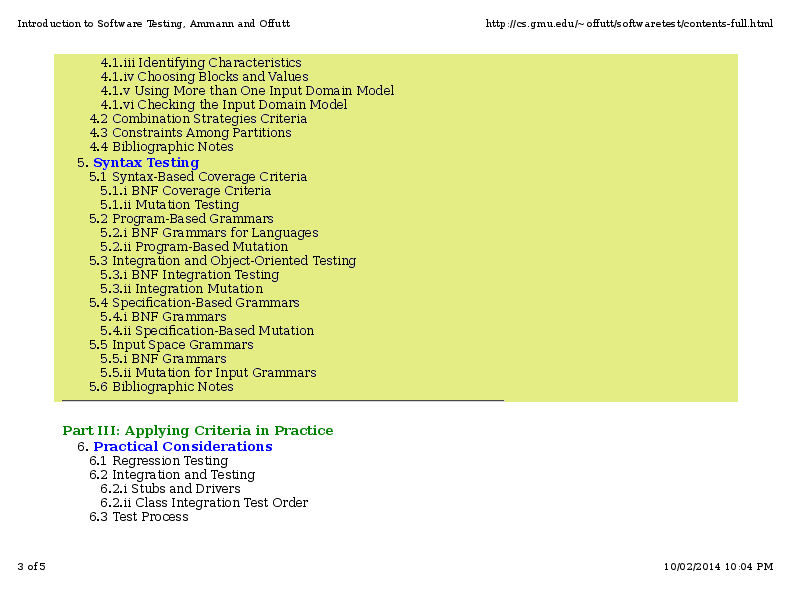 Introduction to Software Testing, Ammann and Offutt
http://cs.gmu.edu/~offutt/softwaretest/contents-full.html
4.1.iii Identifying Characteristics
4.1.iv Choosing Blocks and Values
4.1.v Using More than One Input Domain Model
4.1.vi Checking the Input Domain Model
4.2 Combination Strategies Criteria
4.3 Constraints Among Partitions
4.4 Bibliographic Notes
5. Syntax Testing
5.1 Syntax-Based Coverage Criteria
5.1.i BNF Coverage Criteria
5.1.ii Mutation Testing
5.2 Program-Based Grammars
5.2.i BNF Grammars for Languages
5.2.ii Program-Based Mutation
5.3 Integration and Object-Oriented Testing
5.3.i BNF Integration Testing
5.3.ii Integration Mutation
5.4 Specification-Based Grammars
5.4.i BNF Grammars
5.4.ii Specification-Based Mutation
5.5 Input Space Grammars
5.5.i BNF Grammars
5.5.ii Mutation for Input Grammars
5.6 Bibliographic Notes
Part III: Applying Criteria in Practice
6. Practical Considerations
6.1 Regression Testing
6.2 Integration and Testing
6.2.i Stubs and Drivers
6.2.ii Class Integration Test Order
6.3 Test Process
3 of 5
10/02/2014 10:04 PM